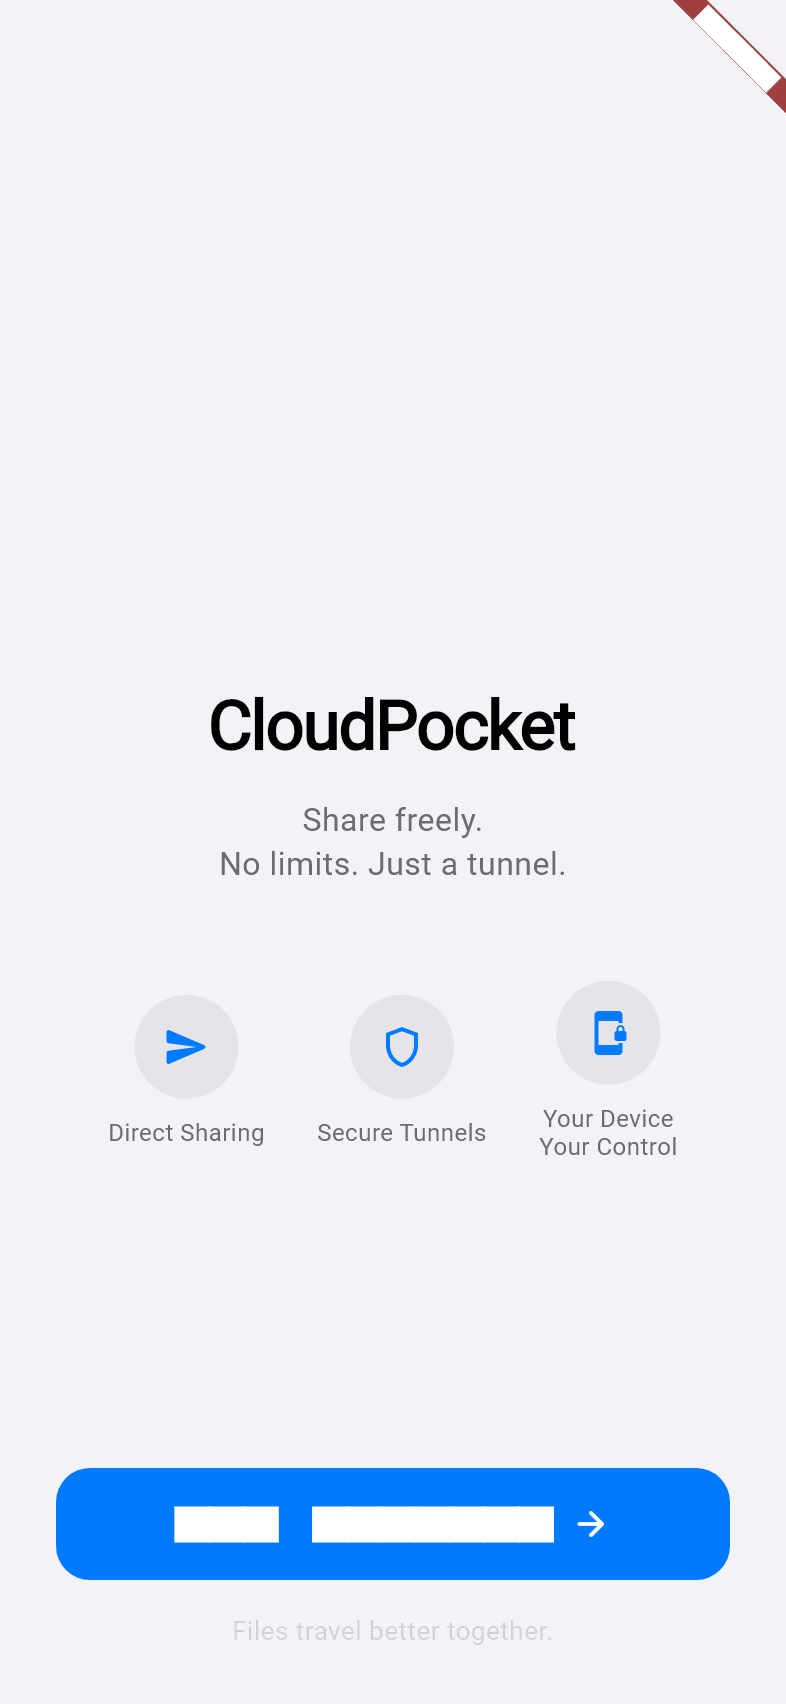 CloudPocket
Share freely.
No limits. Just a tunnel.
Direct Sharing
Secure Tunnels
Your Device
Your Control
Files travel better together.